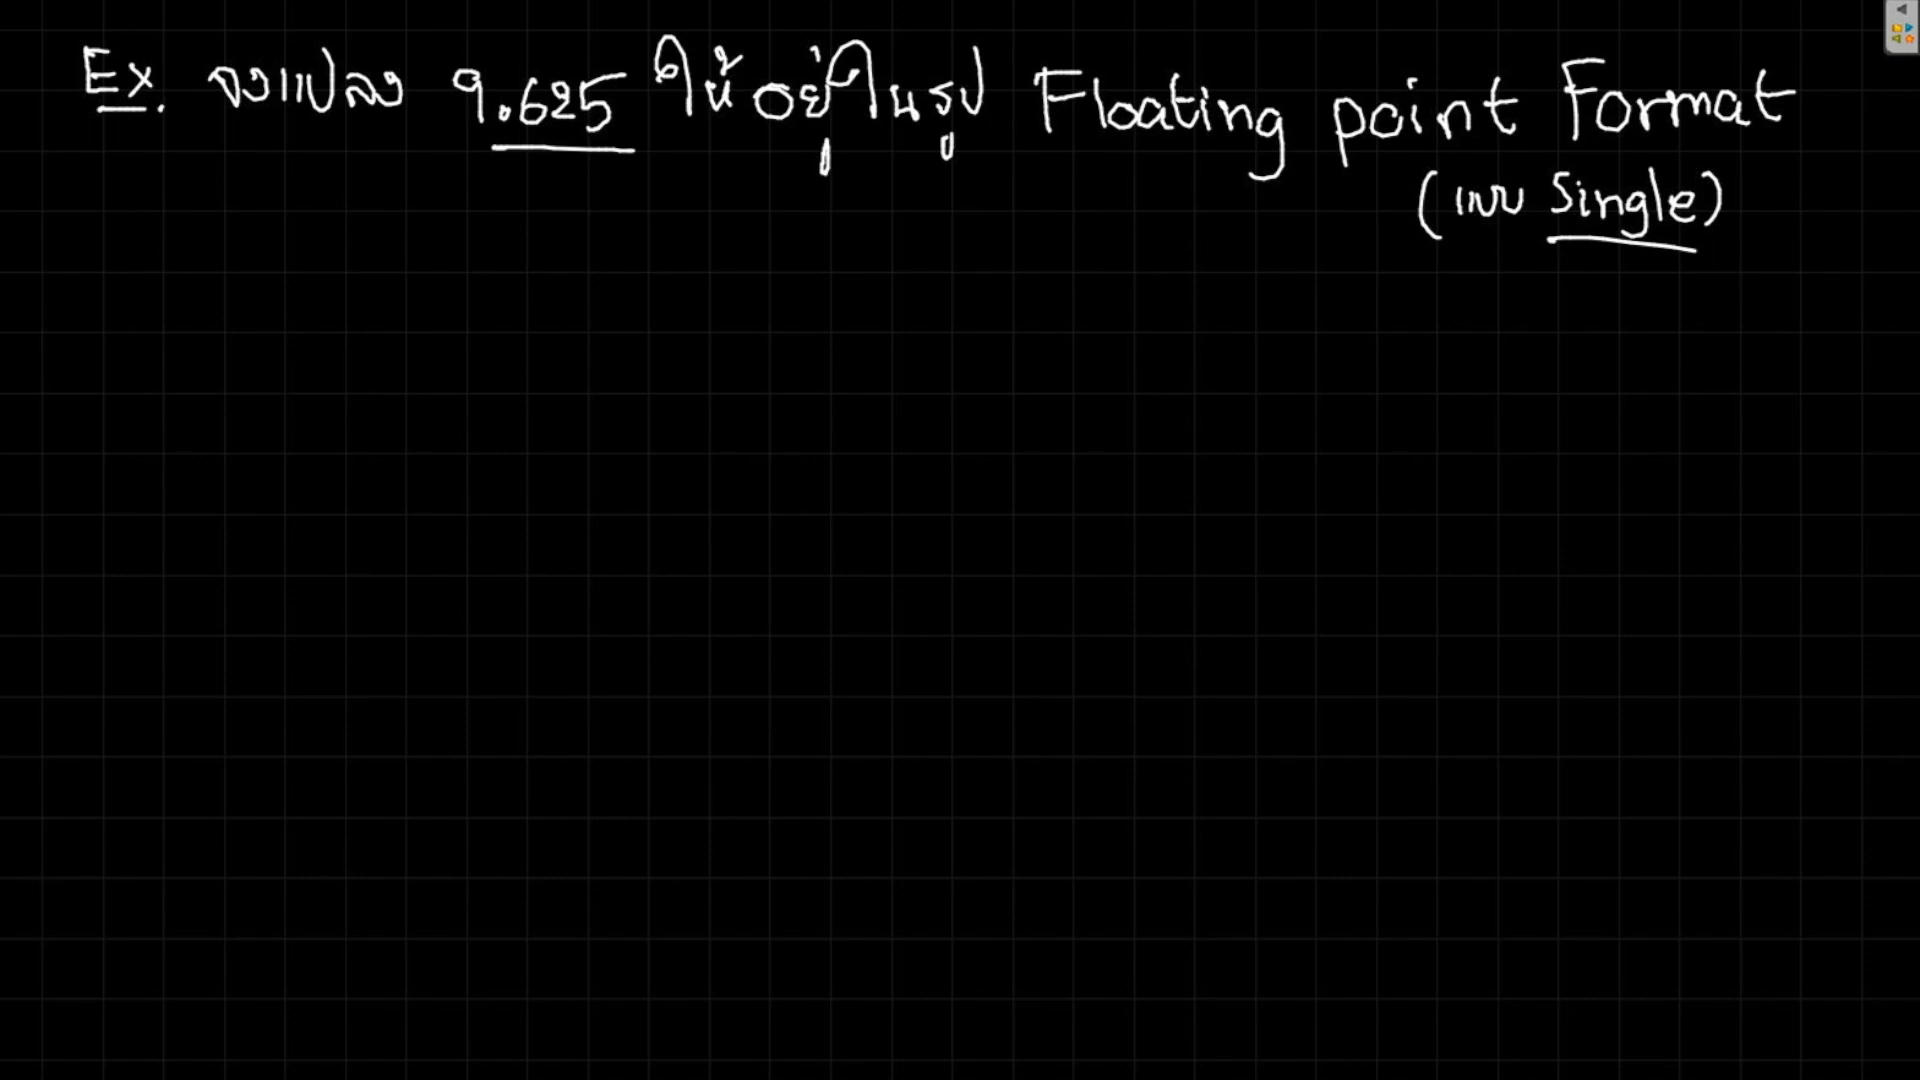 Ex. จงแปลง 9.625 ให้อยู่ในรูป Floating point Format
(แบบ Single)